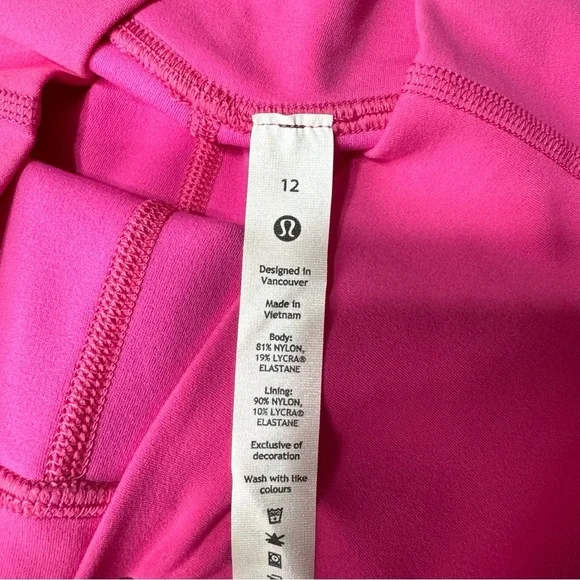 12
Designed in
Vancouver
Made in
Vietnam
Body:
81% NYLON,
19% LYCRA®
ELASTANE
Lining:
90% NYLON,
10% LYCRA®
ELASTANE
Exclusive of
decoration
Wash with like
colours